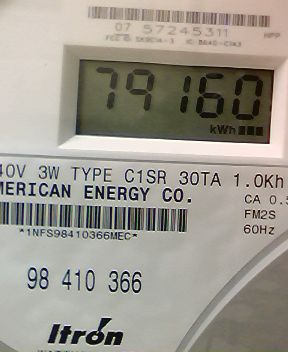 07 57245311
79160
kWh
40V 3W TYPE C1SR 30TA 1.0Kh
MERICAN ENERGY CO.
CA 0.5
FM2S
60Hz
*1NFS98410366MEC*
98 410 366
Itron